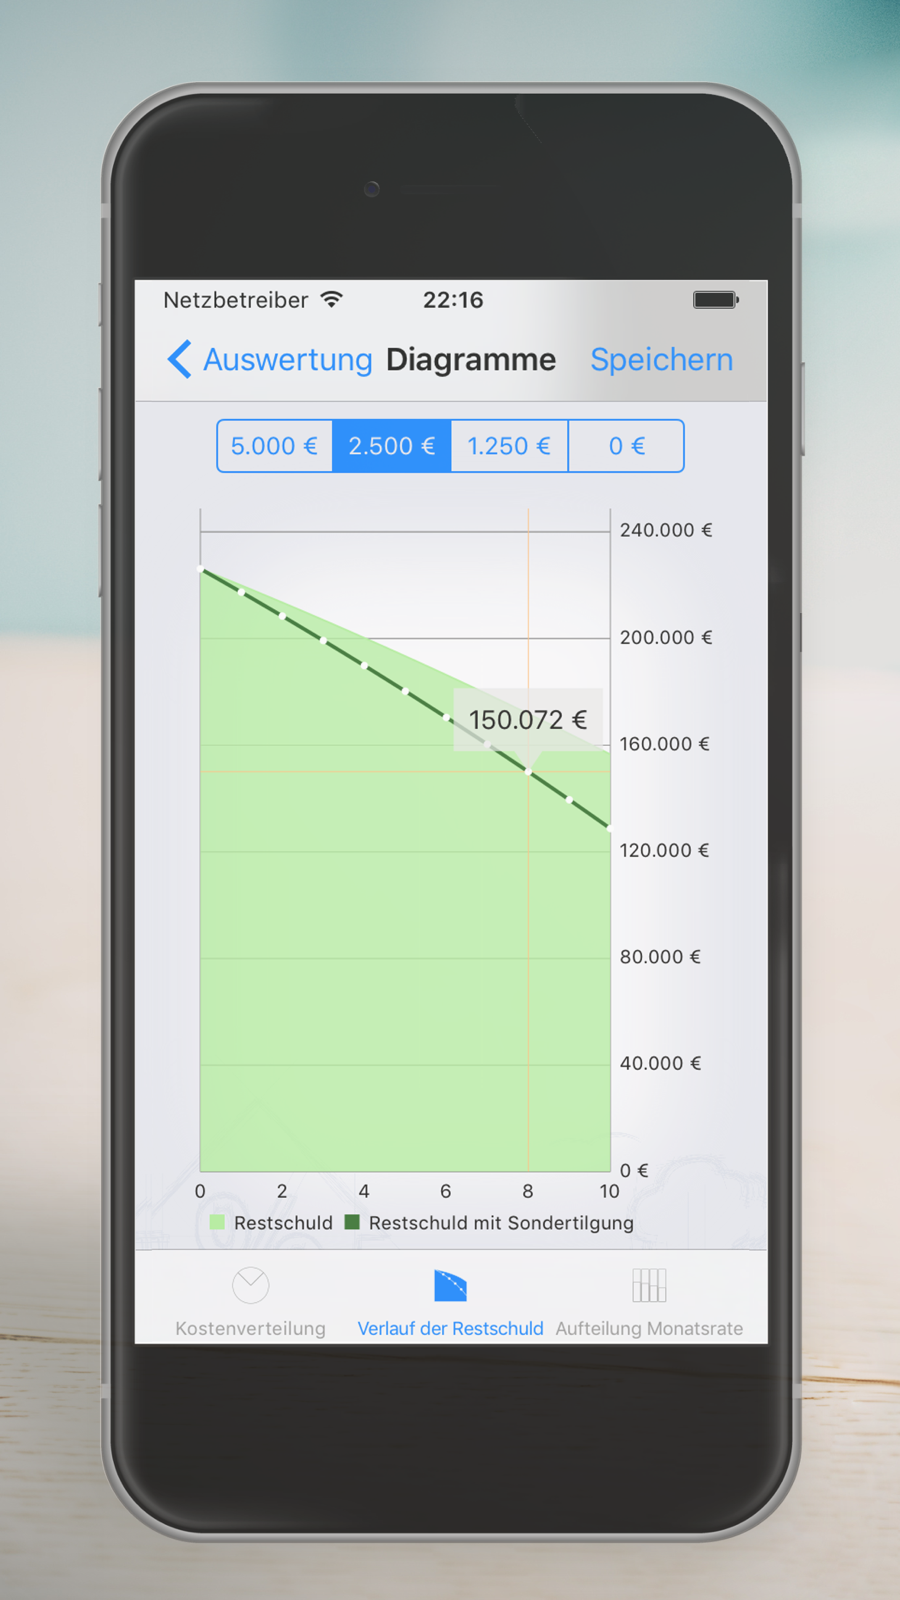 Netzbetreiber 22:16
Auswertung Diagramme Speichern
5.000 € 2.500 € 1.250 € 0 €
240.000 €
200.000 €
150.072 €
160.000 €
120.000 €
80.000 €
40.000 €
0 €
0 2 4 6 8 10
Restschuld Restschuld mit Sondertilgung
Kostenverteilung Verlauf der Restschuld Aufteilung Monatsrate